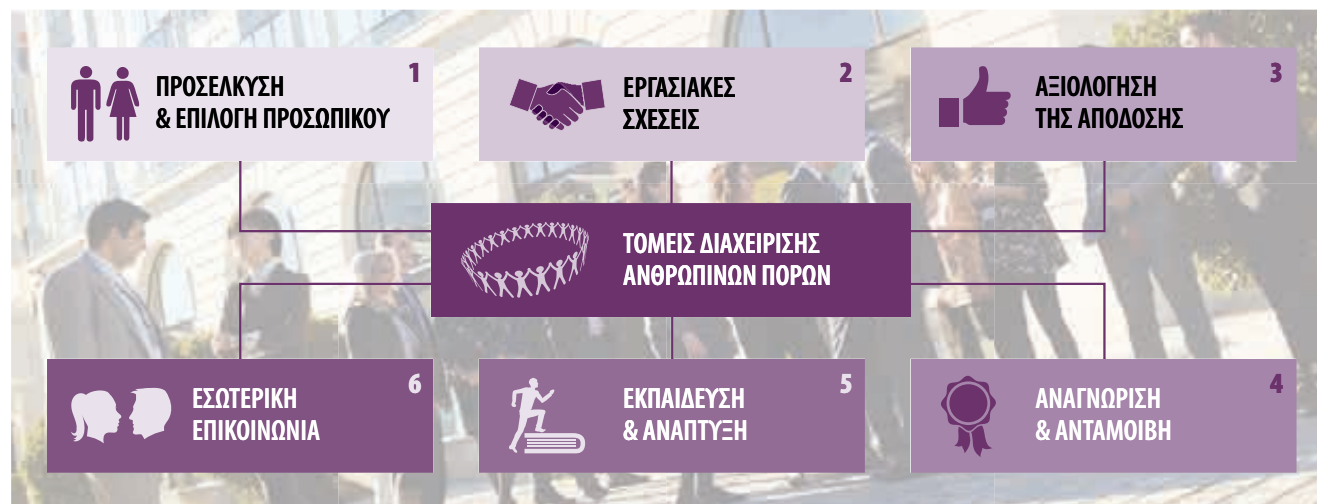 1
ΠΡΟΣΕΛΚΥΣΗ
& ΕΠΙΛΟΓΗ ΠΡΟΣΩΠΙΚΟΥ
2
ΕΡΓΑΣΙΑΚΕΣ
ΣΧΕΣΕΙΣ
3
ΑΞΙΟΛΟΓΗΣΗ
ΤΗΣ ΑΠΟΔΟΣΗΣ
ΤΟΜΕΙΣ ΔΙΑΧΕΙΡΙΣΗΣ
ΑΝΘΡΩΠΙΝΩΝ ΠΟΡΩΝ
6
ΕΣΩΤΕΡΙΚΗ
ΕΠΙΚΟΙΝΩΝΙΑ
5
ΕΚΠΑΙΔΕΥΣΗ
& ΑΝΑΠΤΥΞΗ
4
ΑΝΑΓΝΩΡΙΣΗ
& ΑΝΤΑΜΟΙΒΗ